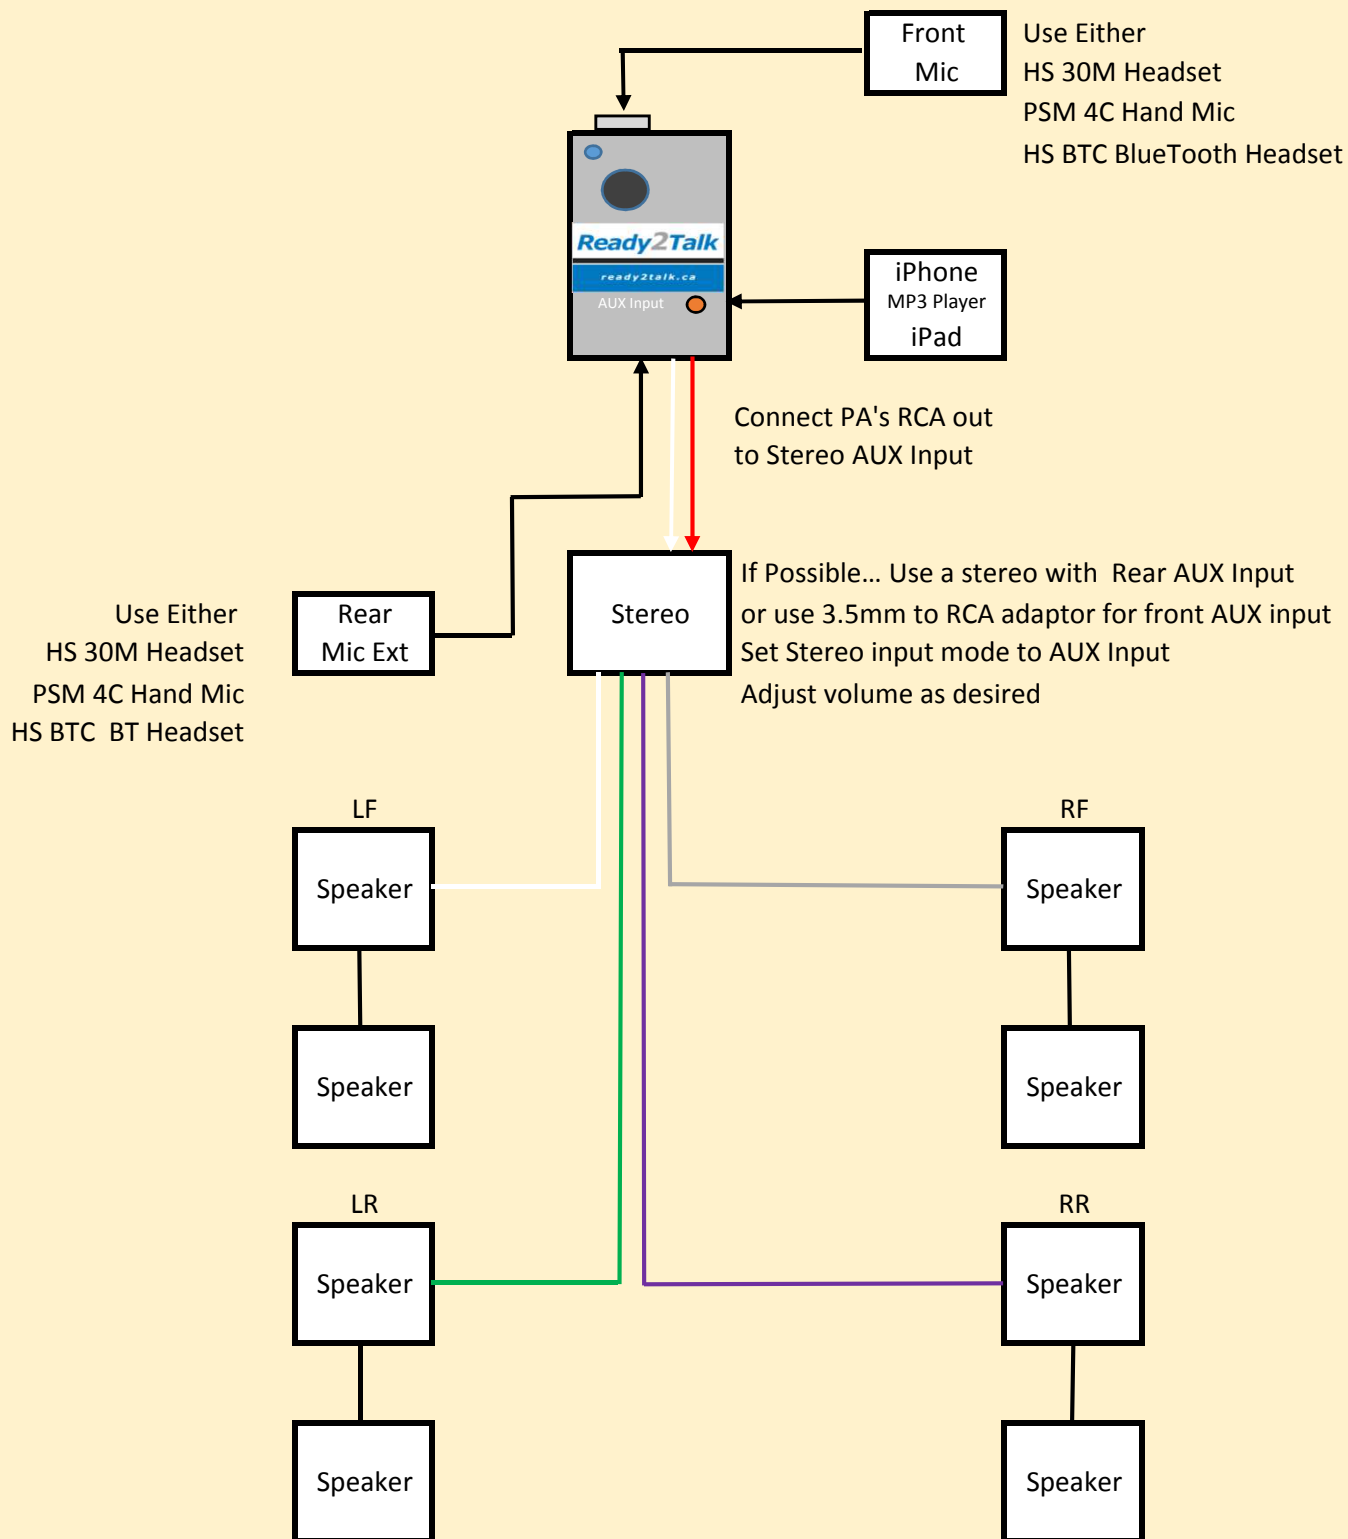 Front
Mic
Use Either
HS 30M Headset
PSM 4C Hand Mic
HS BTC BlueTooth Headset
Ready2Talk
ready2talk.ca
AUX Input
iPhone
MP3 Player
iPad
Connect PA's RCA out
to Stereo AUX Input
Stereo
If Possible... Use a stereo with  Rear AUX Input
or use 3.5mm to RCA adaptor for front AUX input
Set Stereo input mode to AUX Input
Adjust volume as desired
Use Either
HS 30M Headset
PSM 4C Hand Mic
HS BTC  BT Headset
Rear
Mic Ext
LF
RF
Speaker
Speaker
Speaker
Speaker
LR
RR
Speaker
Speaker
Speaker
Speaker